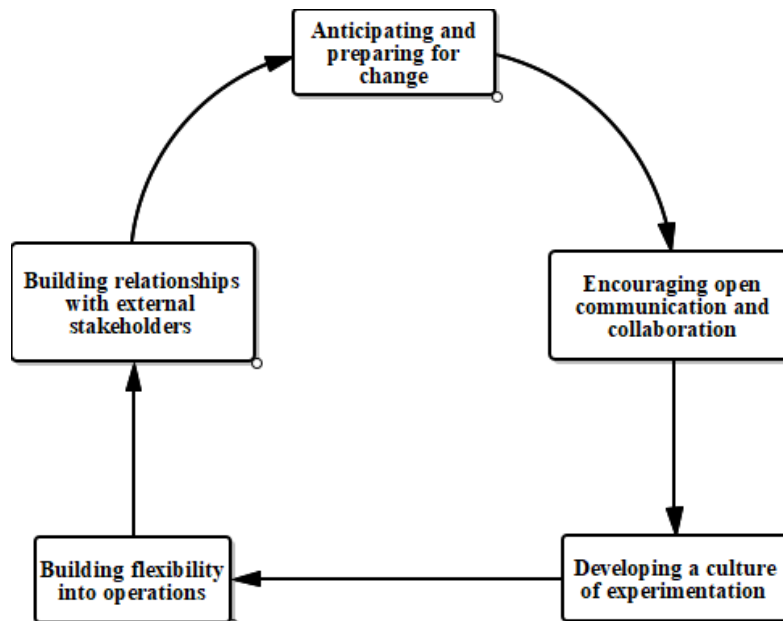 Anticipating and
preparing for
change
Encouraging open
communication and
collaboration
Developing a culture
of experimentation
Building flexibility
into operations
Building relationships
with external
stakeholders